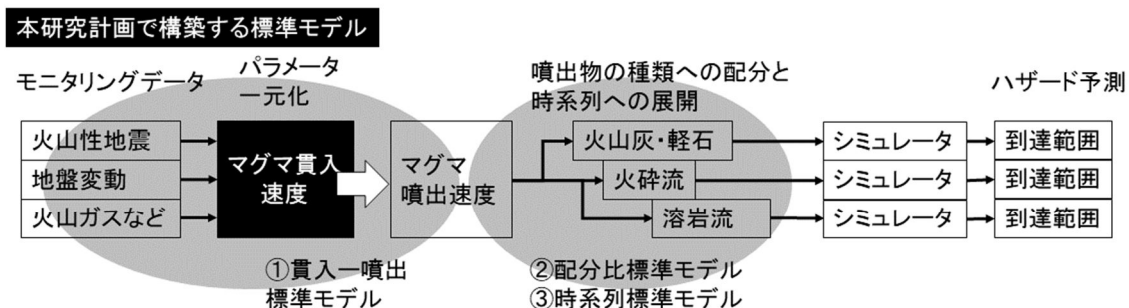 本研究計画で構築する標準モデル
モニタリングデータ
パラメータ
一元化
噴出物の種類への配分と
時系列への展開
ハザード予測
火山性地震
地盤変動
火山ガスなど
マグマ貫入
速度
マグマ
噴出速度
火山灰・軽石
火砕流
溶岩流
シミュレータ
シミュレータ
シミュレータ
到達範囲
到達範囲
到達範囲
①貫入ー噴出
標準モデル
②配分比標準モデル
③時系列標準モデル